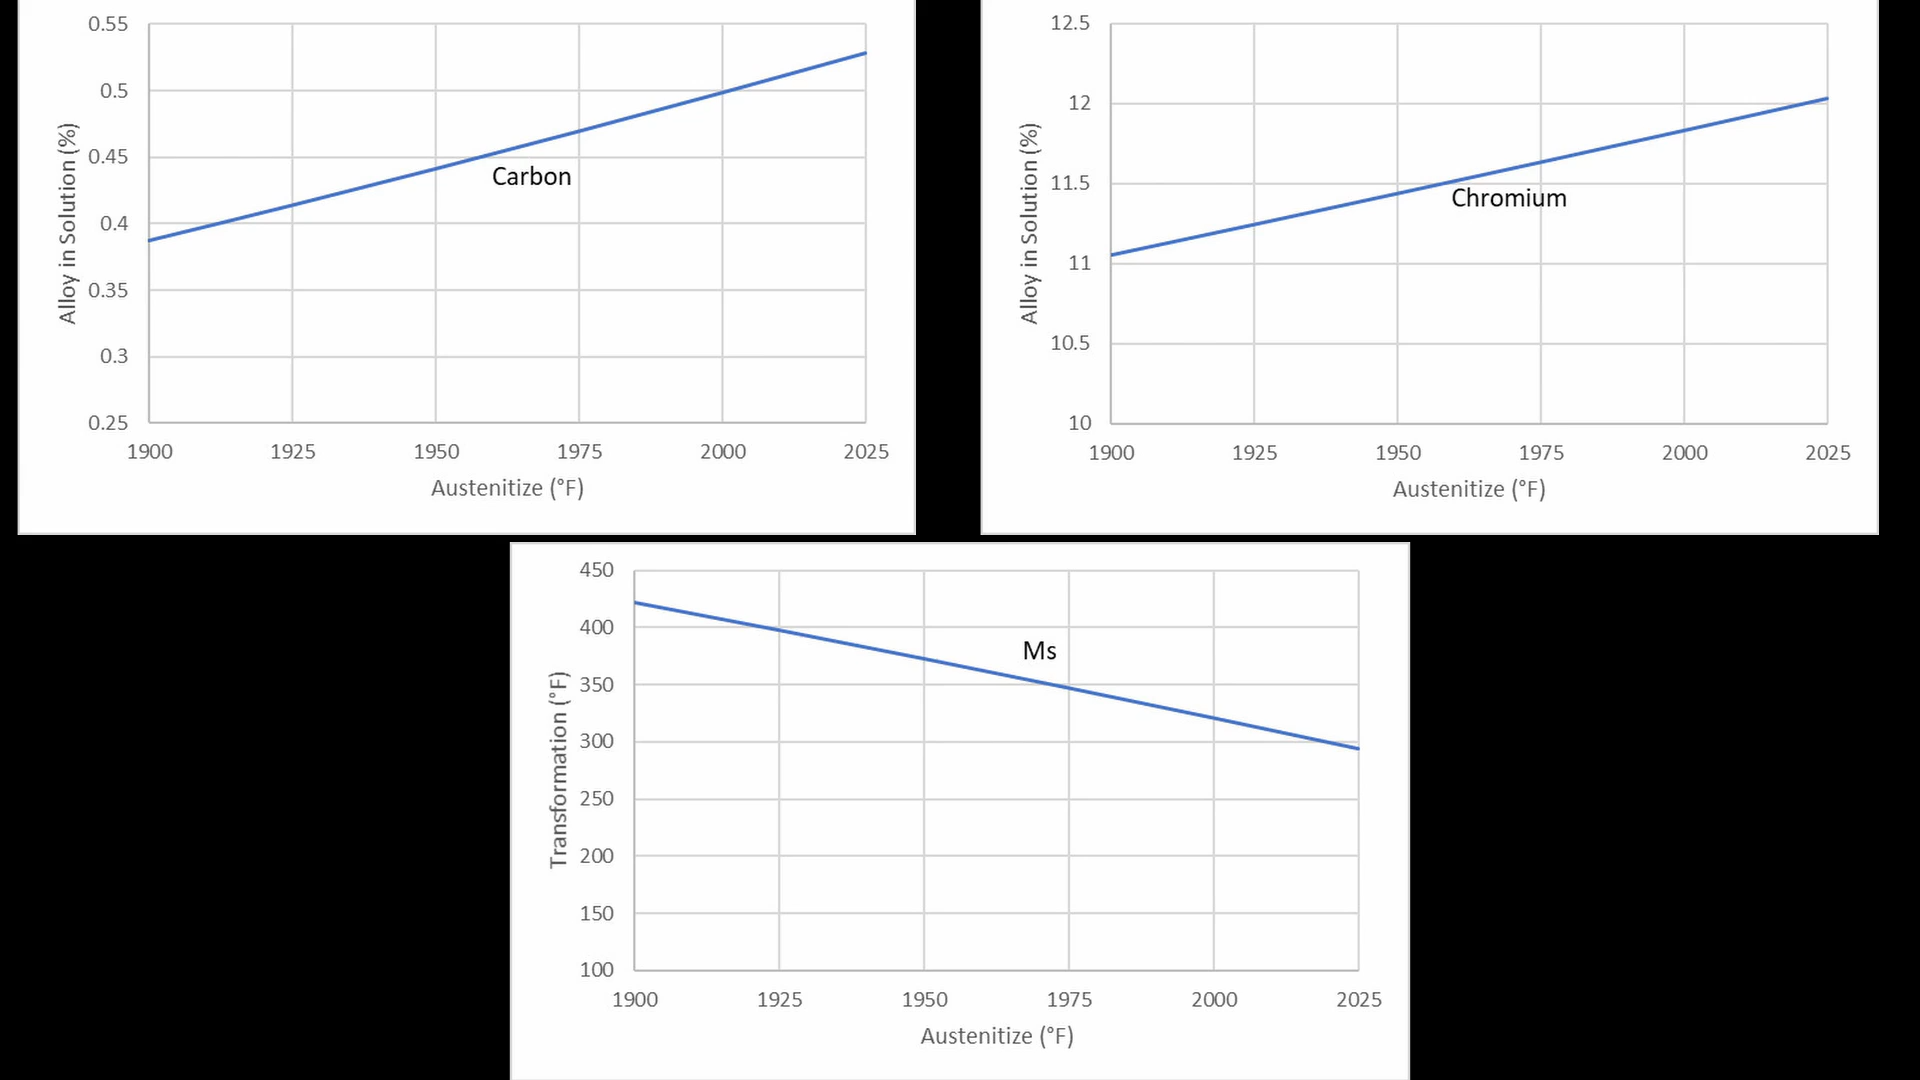 0.55
0.5
0.45
0.4
0.35
0.3
0.25
Alloy in Solution (%)
Carbon
1900 1925 1950 1975 2000 2025
Austenitize (°F)
12.5
12
11.5
11
10.5
10
Alloy in Solution (%)
Chromium
1900 1925 1950 1975 2000 2025
Austenitize (°F)
450
400
350
300
250
200
150
100
Transformation (°F)
Ms
1900 1925 1950 1975 2000 2025
Austenitize (°F)